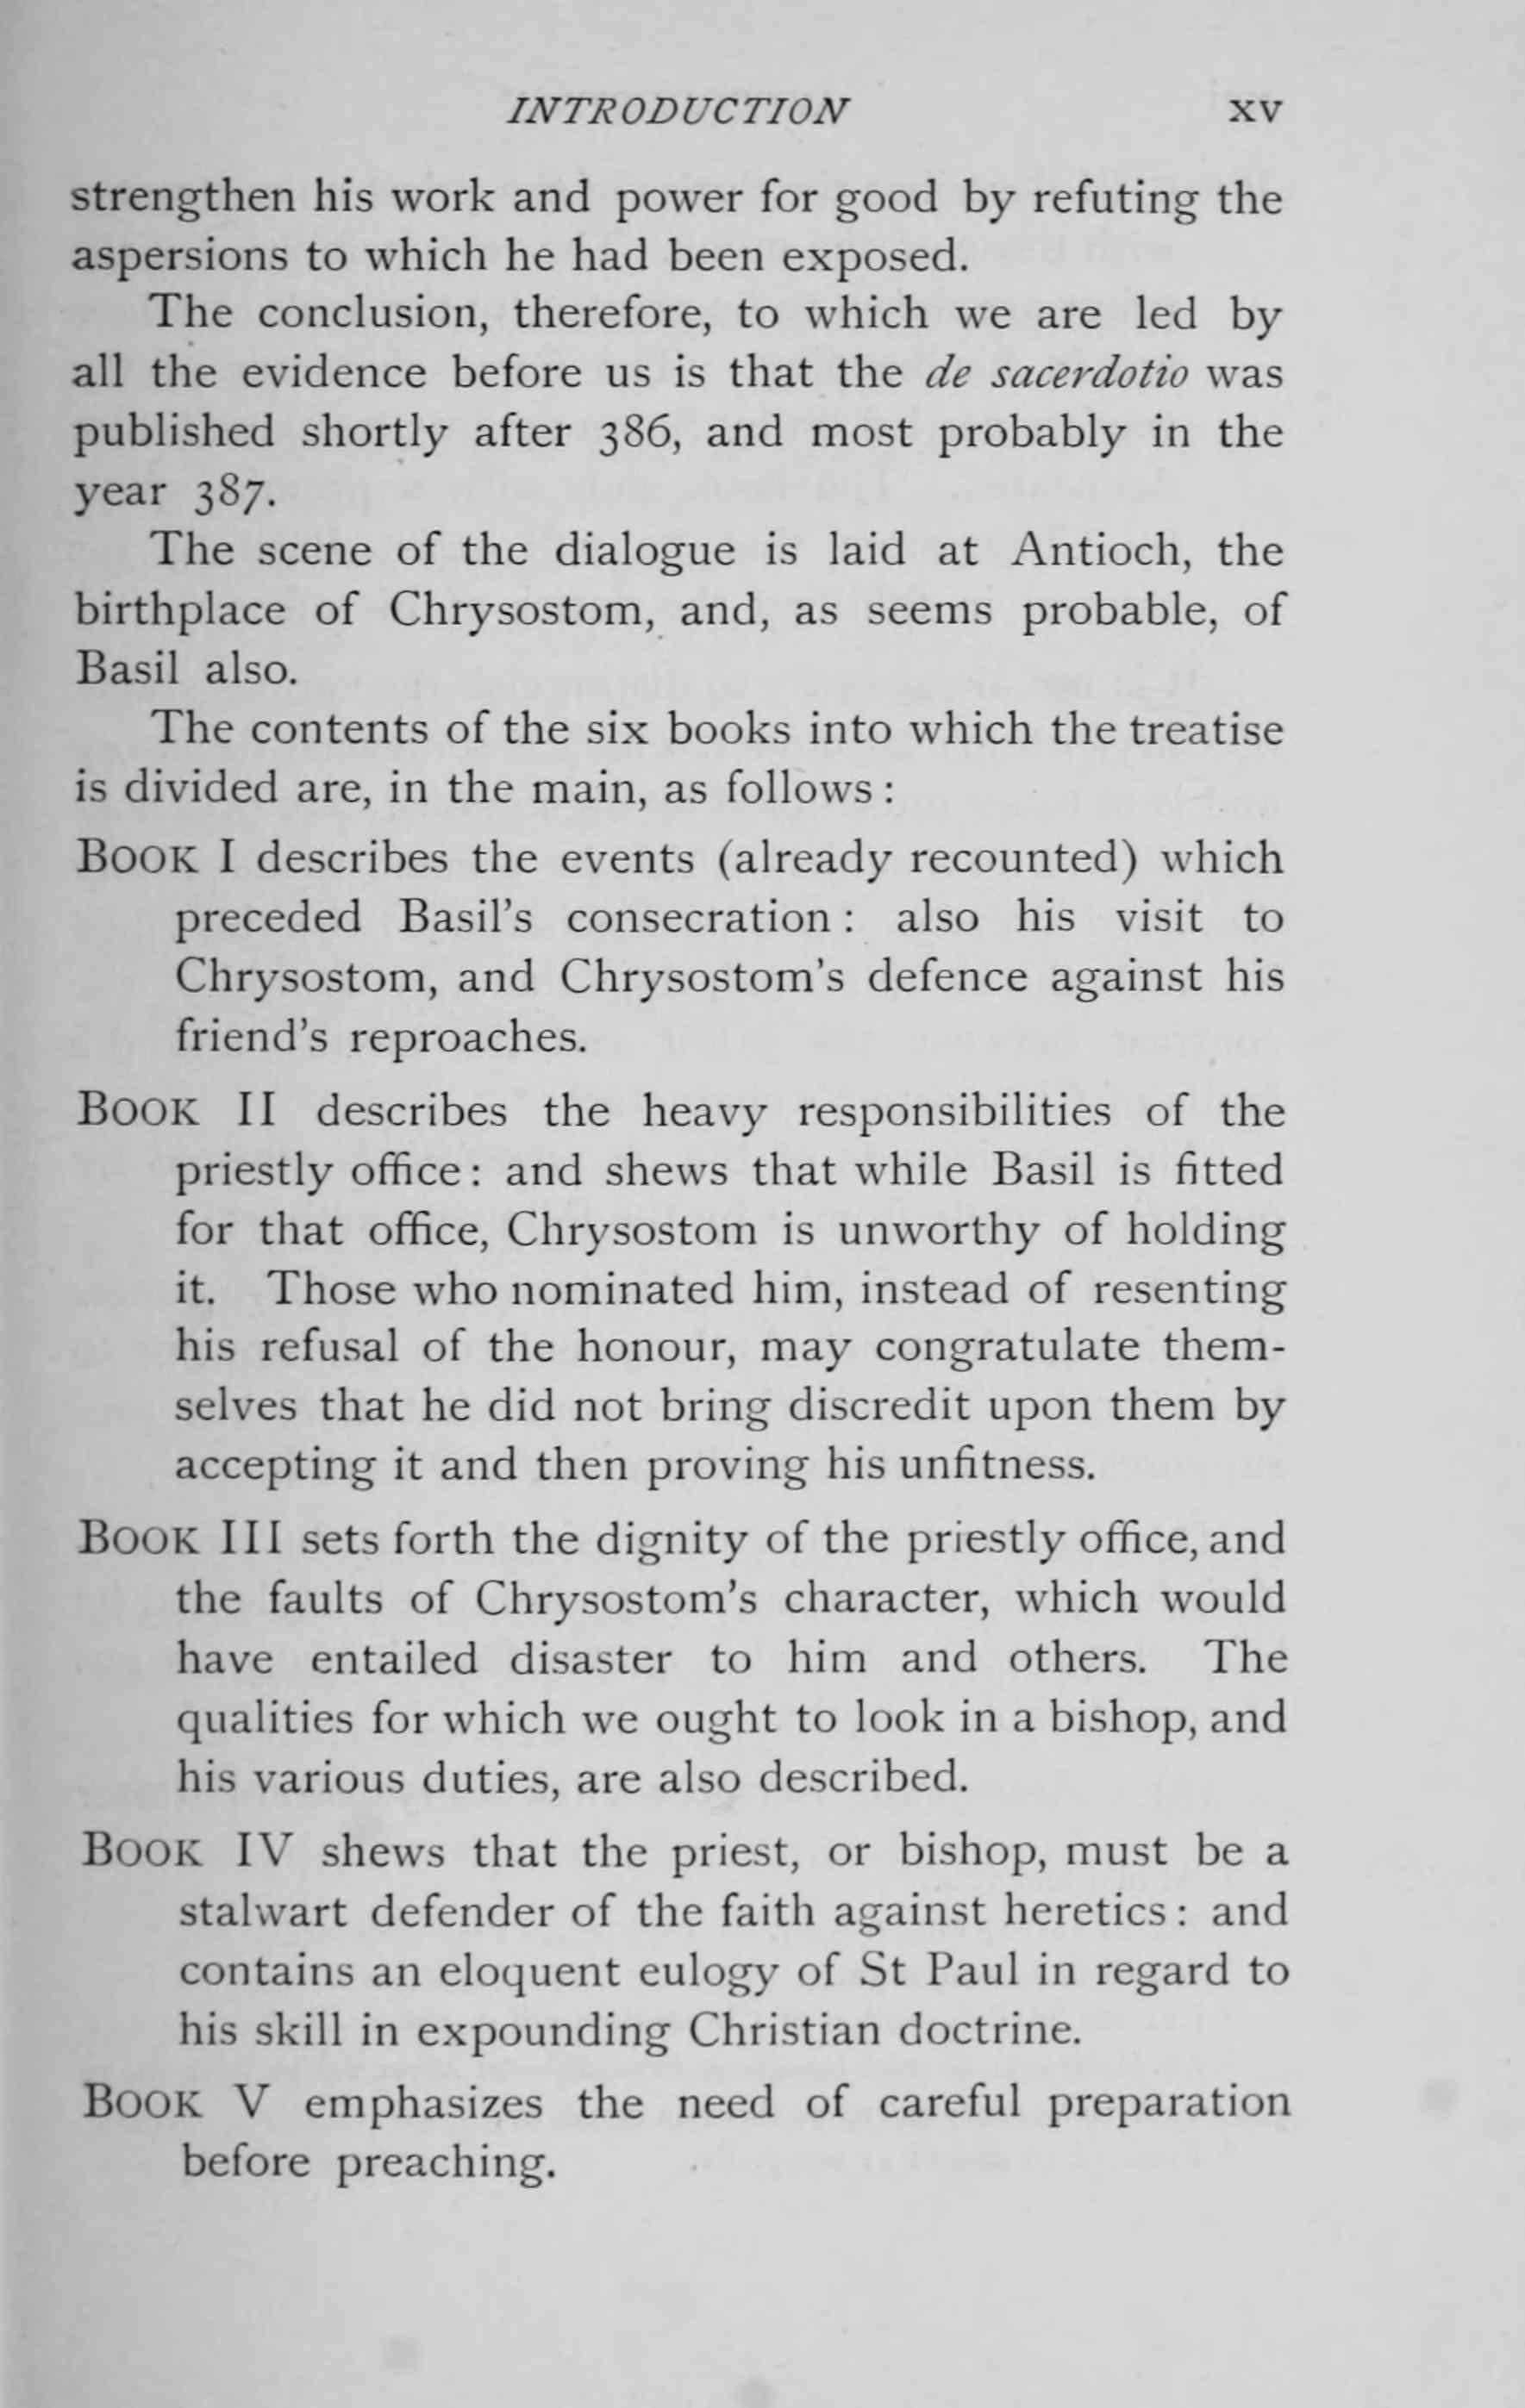 INTRODUCTION xv
strengthen his work and power for good by refuting the
aspersions to which he had been exposed.
The conclusion, therefore, to which we are led by
all the evidence before us is that the de sacerdotio was
published shortly after 386, and most probably in the
year 387.
The scene of the dialogue is laid at Antioch, the
birthplace of Chrysostom, and, as seems probable, of
Basil also.
The contents of the six books into which the treatise
is divided are, in the main, as follows:
BOOK I describes the events (already recounted) which
preceded Basil's consecration: also his visit to
Chrysostom, and Chrysostom's defence against his
friend's reproaches.
BOOK II describes the heavy responsibilities of the
priestly office: and shews that while Basil is fitted
for that office, Chrysostom is unworthy of holding
it. Those who nominated him, instead of resenting
his refusal of the honour, may congratulate them-
selves that he did not bring discredit upon them by
accepting it and then proving his unfitness.
BOOK III sets forth the dignity of the priestly office, and
the faults of Chrysostom's character, which would
have entailed disaster to him and others. The
qualities for which we ought to look in a bishop, and
his various duties, are also described.
BOOK IV shews that the priest, or bishop, must be a
stalwart defender of the faith against heretics: and
contains an eloquent eulogy of St Paul in regard to
his skill in expounding Christian doctrine.
BOOK V emphasizes the need of careful preparation
before preaching.